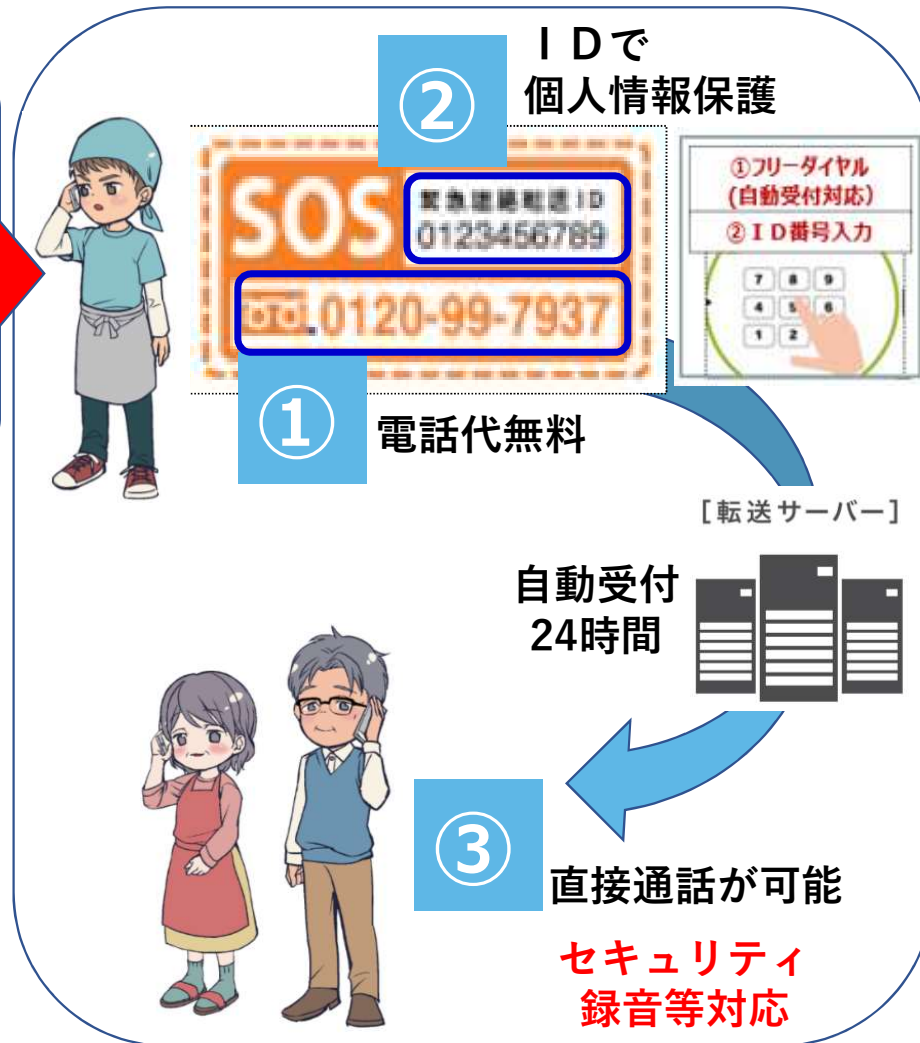 ②
ＩＤで
個人情報保護
SOS
緊急連絡転送ID
0123456789
0120-99-7937
①フリーダイヤル
(自動受付対応)
②ＩＤ番号入力
7 8 9
4 5 6
1 2
①
電話代無料
［転送サーバー］
自動受付
24時間
③
直接通話が可能
セキュリティ
録音等対応